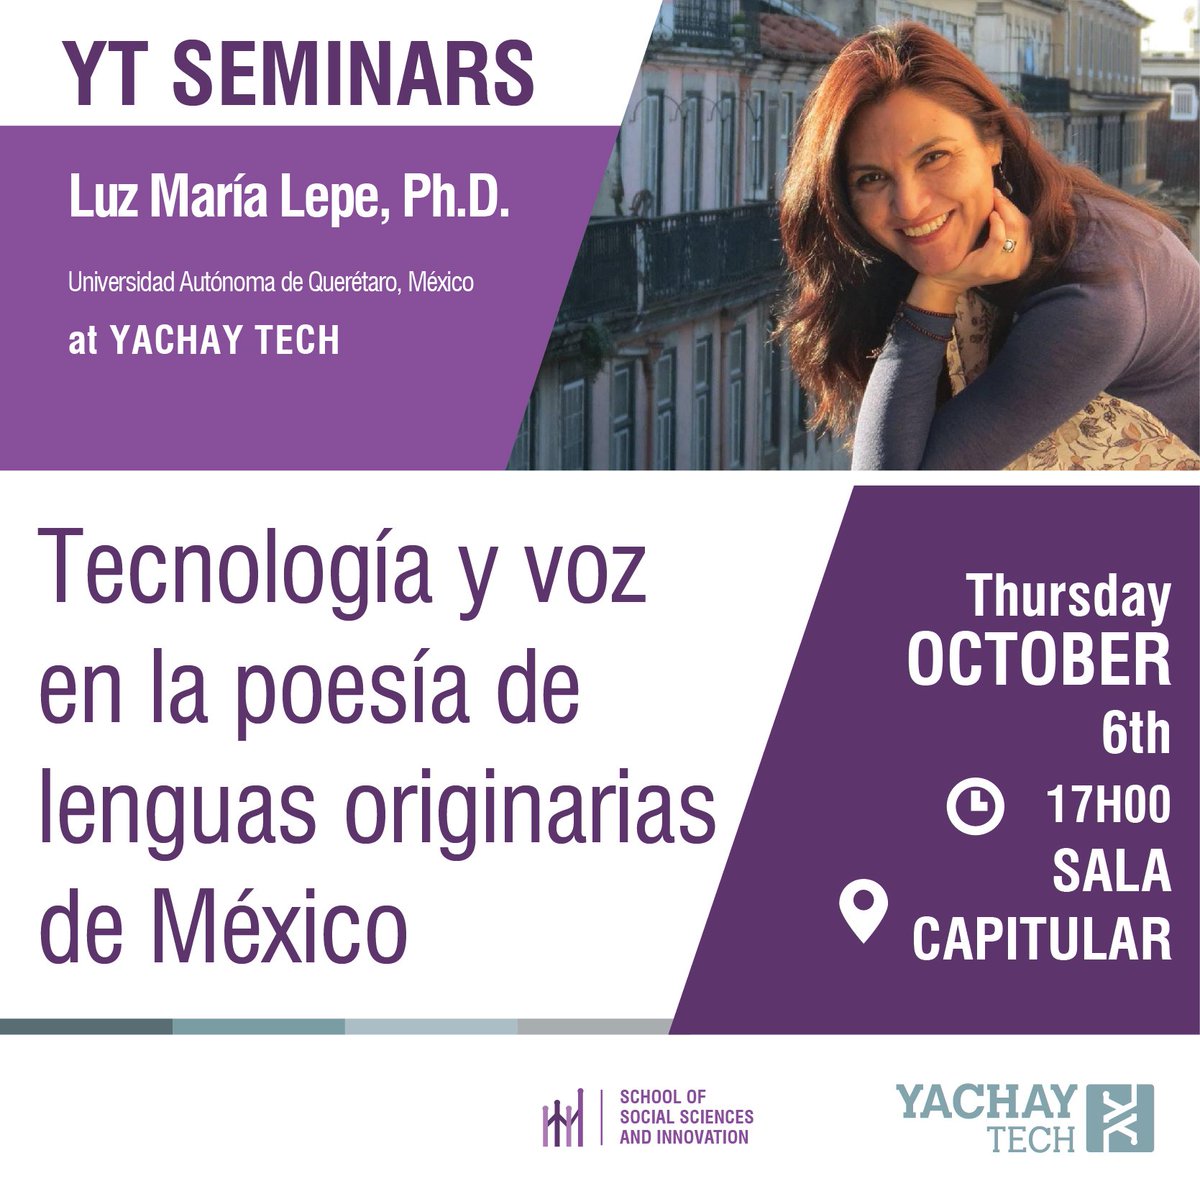 YT SEMINARS
Luz María Lepe, Ph.D.
Universidad Autónoma de Querétaro, México
at YACHAY TECH
Tecnología y voz
en la poesía de
lenguas originarias
de México
Thursday
OCTOBER
6th
17H00
SALA
CAPITULAR
SCHOOL OF
SOCIAL SCIENCES
AND INNOVATION
YACHAY
TECH